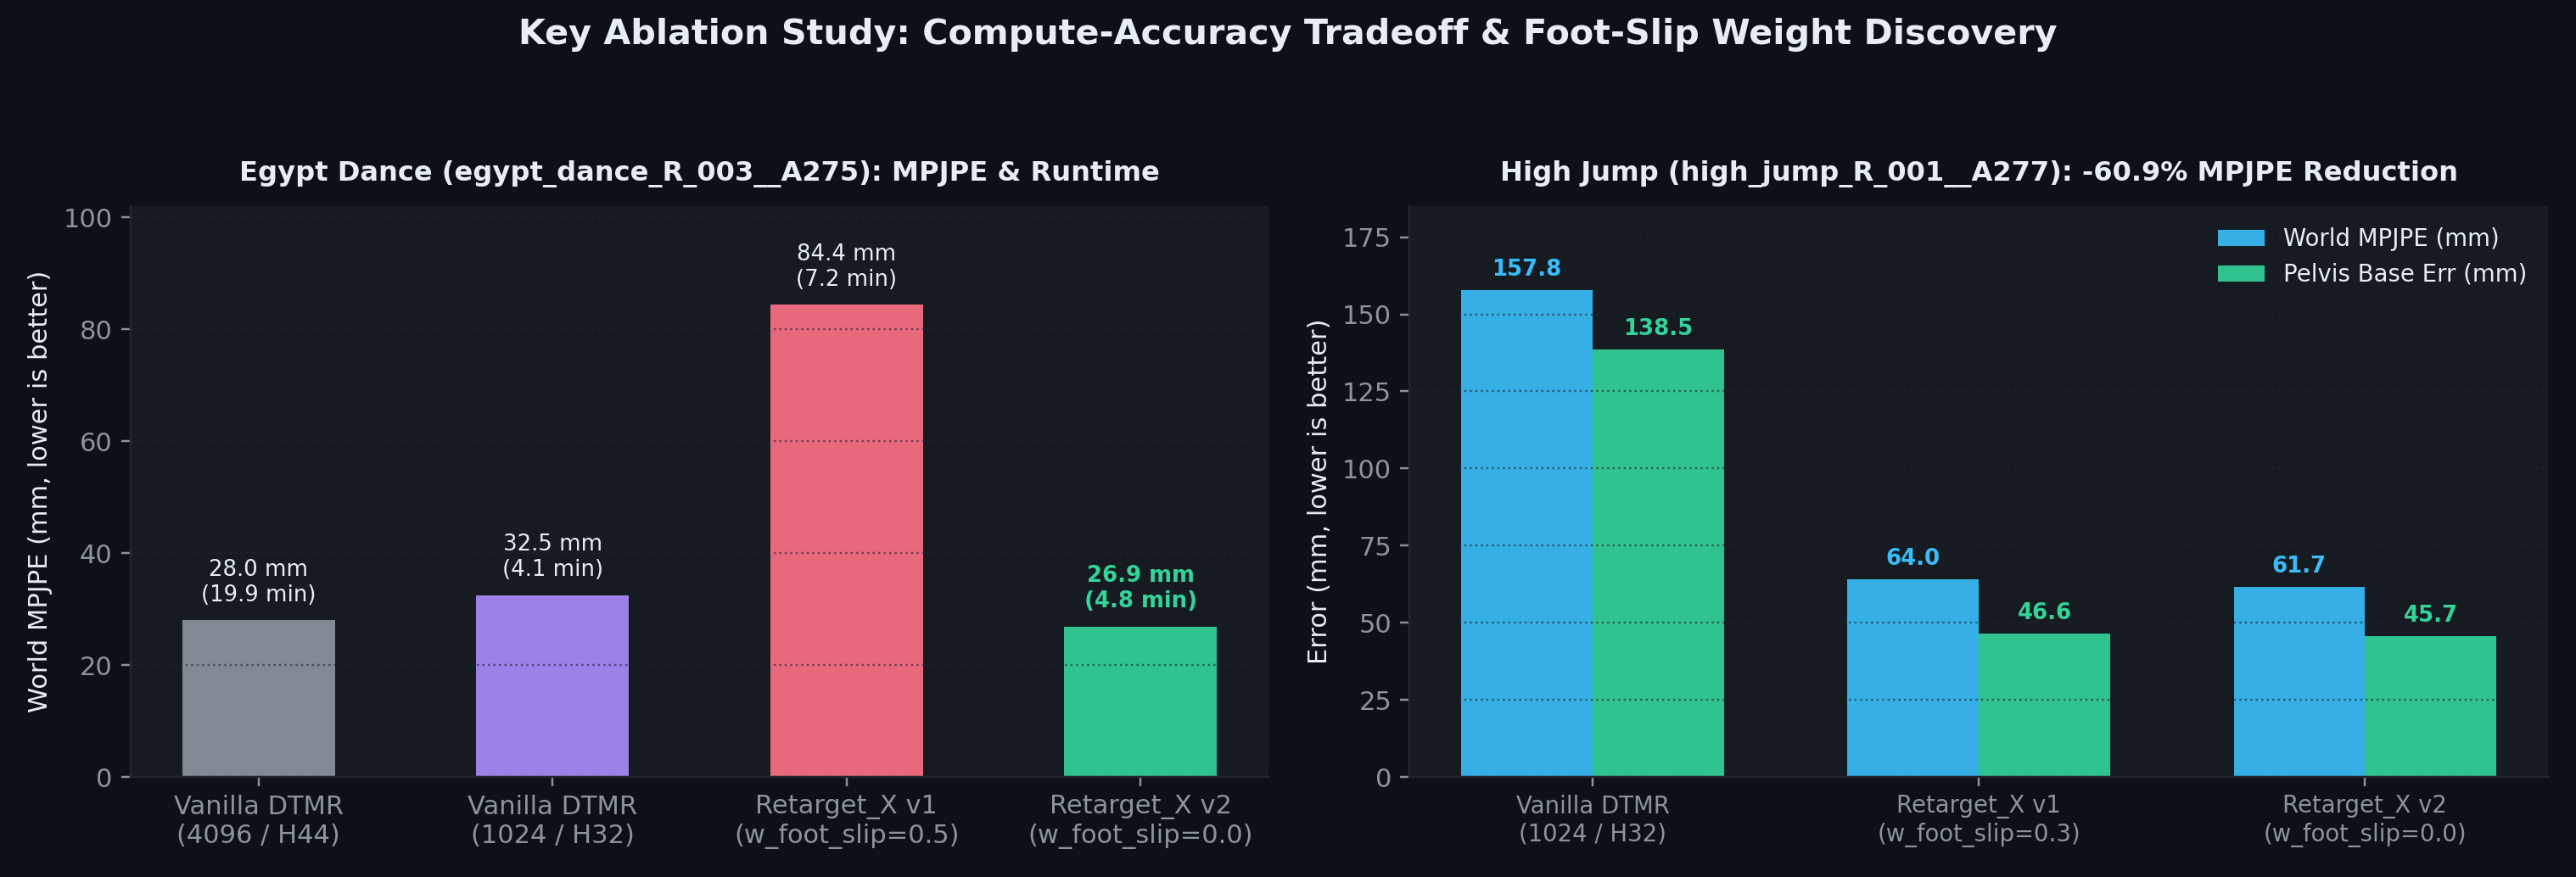 Key Ablation Study: Compute-Accuracy Tradeoff & Foot-Slip Weight Discovery
Egypt Dance (egypt_dance_R_003__A275): MPJPE & Runtime
World MPJPE (mm, lower is better)
100
80
60
40
20
0
28.0 mm
(19.9 min)
32.5 mm
(4.1 min)
84.4 mm
(7.2 min)
26.9 mm
(4.8 min)
Vanilla DTMR
(4096 / H44)
Vanilla DTMR
(1024 / H32)
Retarget_X v1
(w_foot_slip=0.5)
Retarget_X v2
(w_foot_slip=0.0)
High Jump (high_jump_R_001__A277): -60.9% MPJPE Reduction
Error (mm, lower is better)
175
150
125
100
75
50
25
0
World MPJPE (mm)
Pelvis Base Err (mm)
157.8
138.5
64.0
46.6
61.7
45.7
Vanilla DTMR
(1024 / H32)
Retarget_X v1
(w_foot_slip=0.3)
Retarget_X v2
(w_foot_slip=0.0)